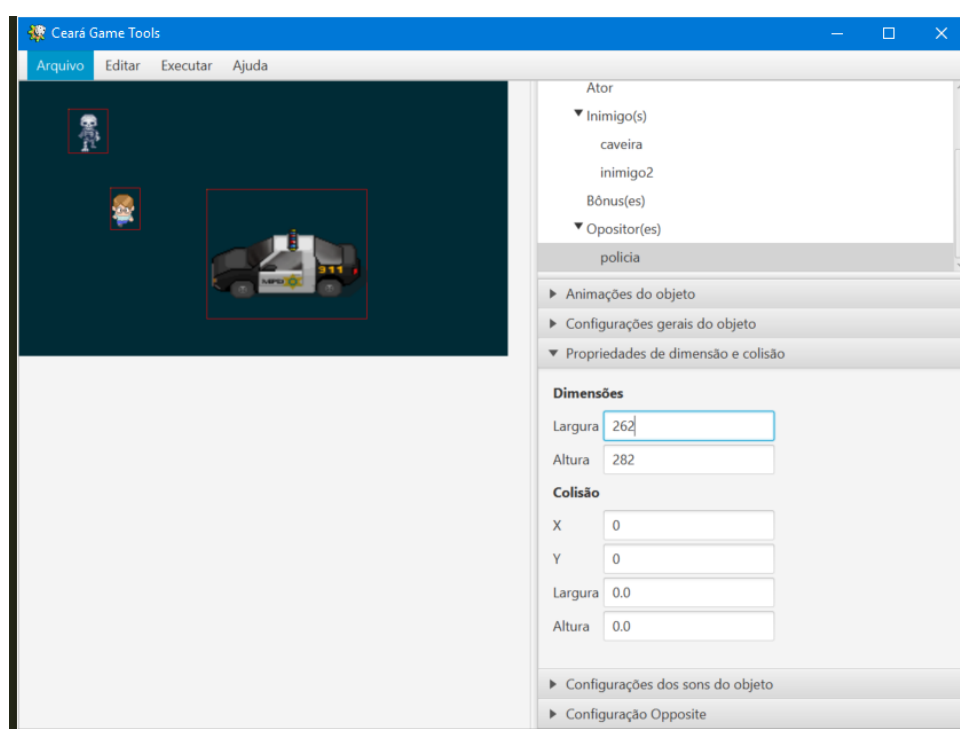 Ceará Game Tools
Arquivo Editar Executar Ajuda
Ator
Inimigo(s)
caveira
inimigo2
Bônus(es)
Opositor(es)
policia
911
Animações do objeto
Configurações gerais do objeto
Propriedades de dimensão e colisão
Dimensões
Largura 262
Altura 282
Colisão
X 0
Y 0
Largura 0.0
Altura 0.0
Configurações dos sons do objeto
Configuração Opposite